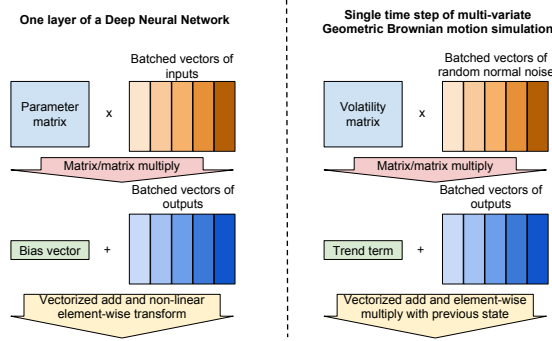 One layer of a Deep Neural Network
Batched vectors of
inputs
Parameter
matrix
x
Matrix/matrix multiply
Batched vectors of
outputs
Bias vector
+
Vectorized add and non-linear
element-wise transform
Single time step of multi-variate
Geometric Brownian motion simulation
Batched vectors of
random normal noise
Volatility
matrix
x
Matrix/matrix multiply
Batched vectors of
outputs
Trend term
+
Vectorized add and element-wise
multiply with previous state